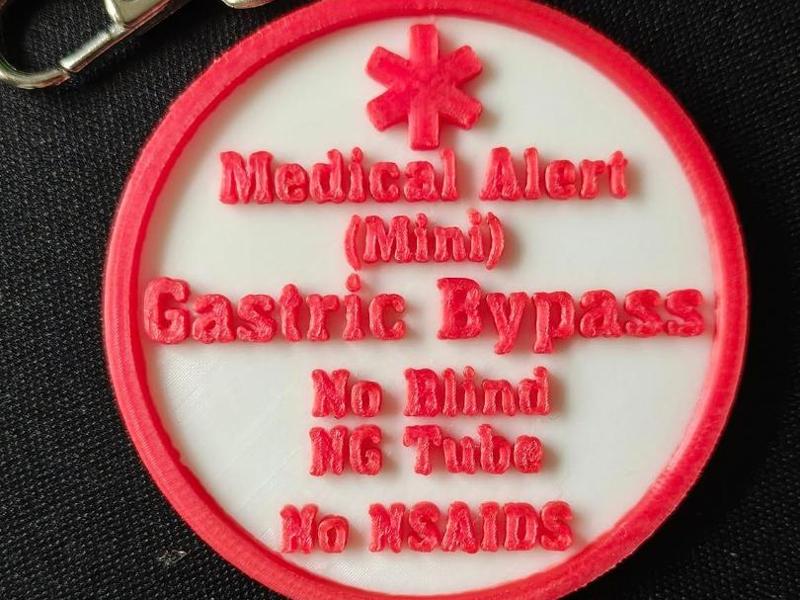 Medical Alert
(Mini)
Gastric Bypass
No Blind
NG Tube
No NSAIDS